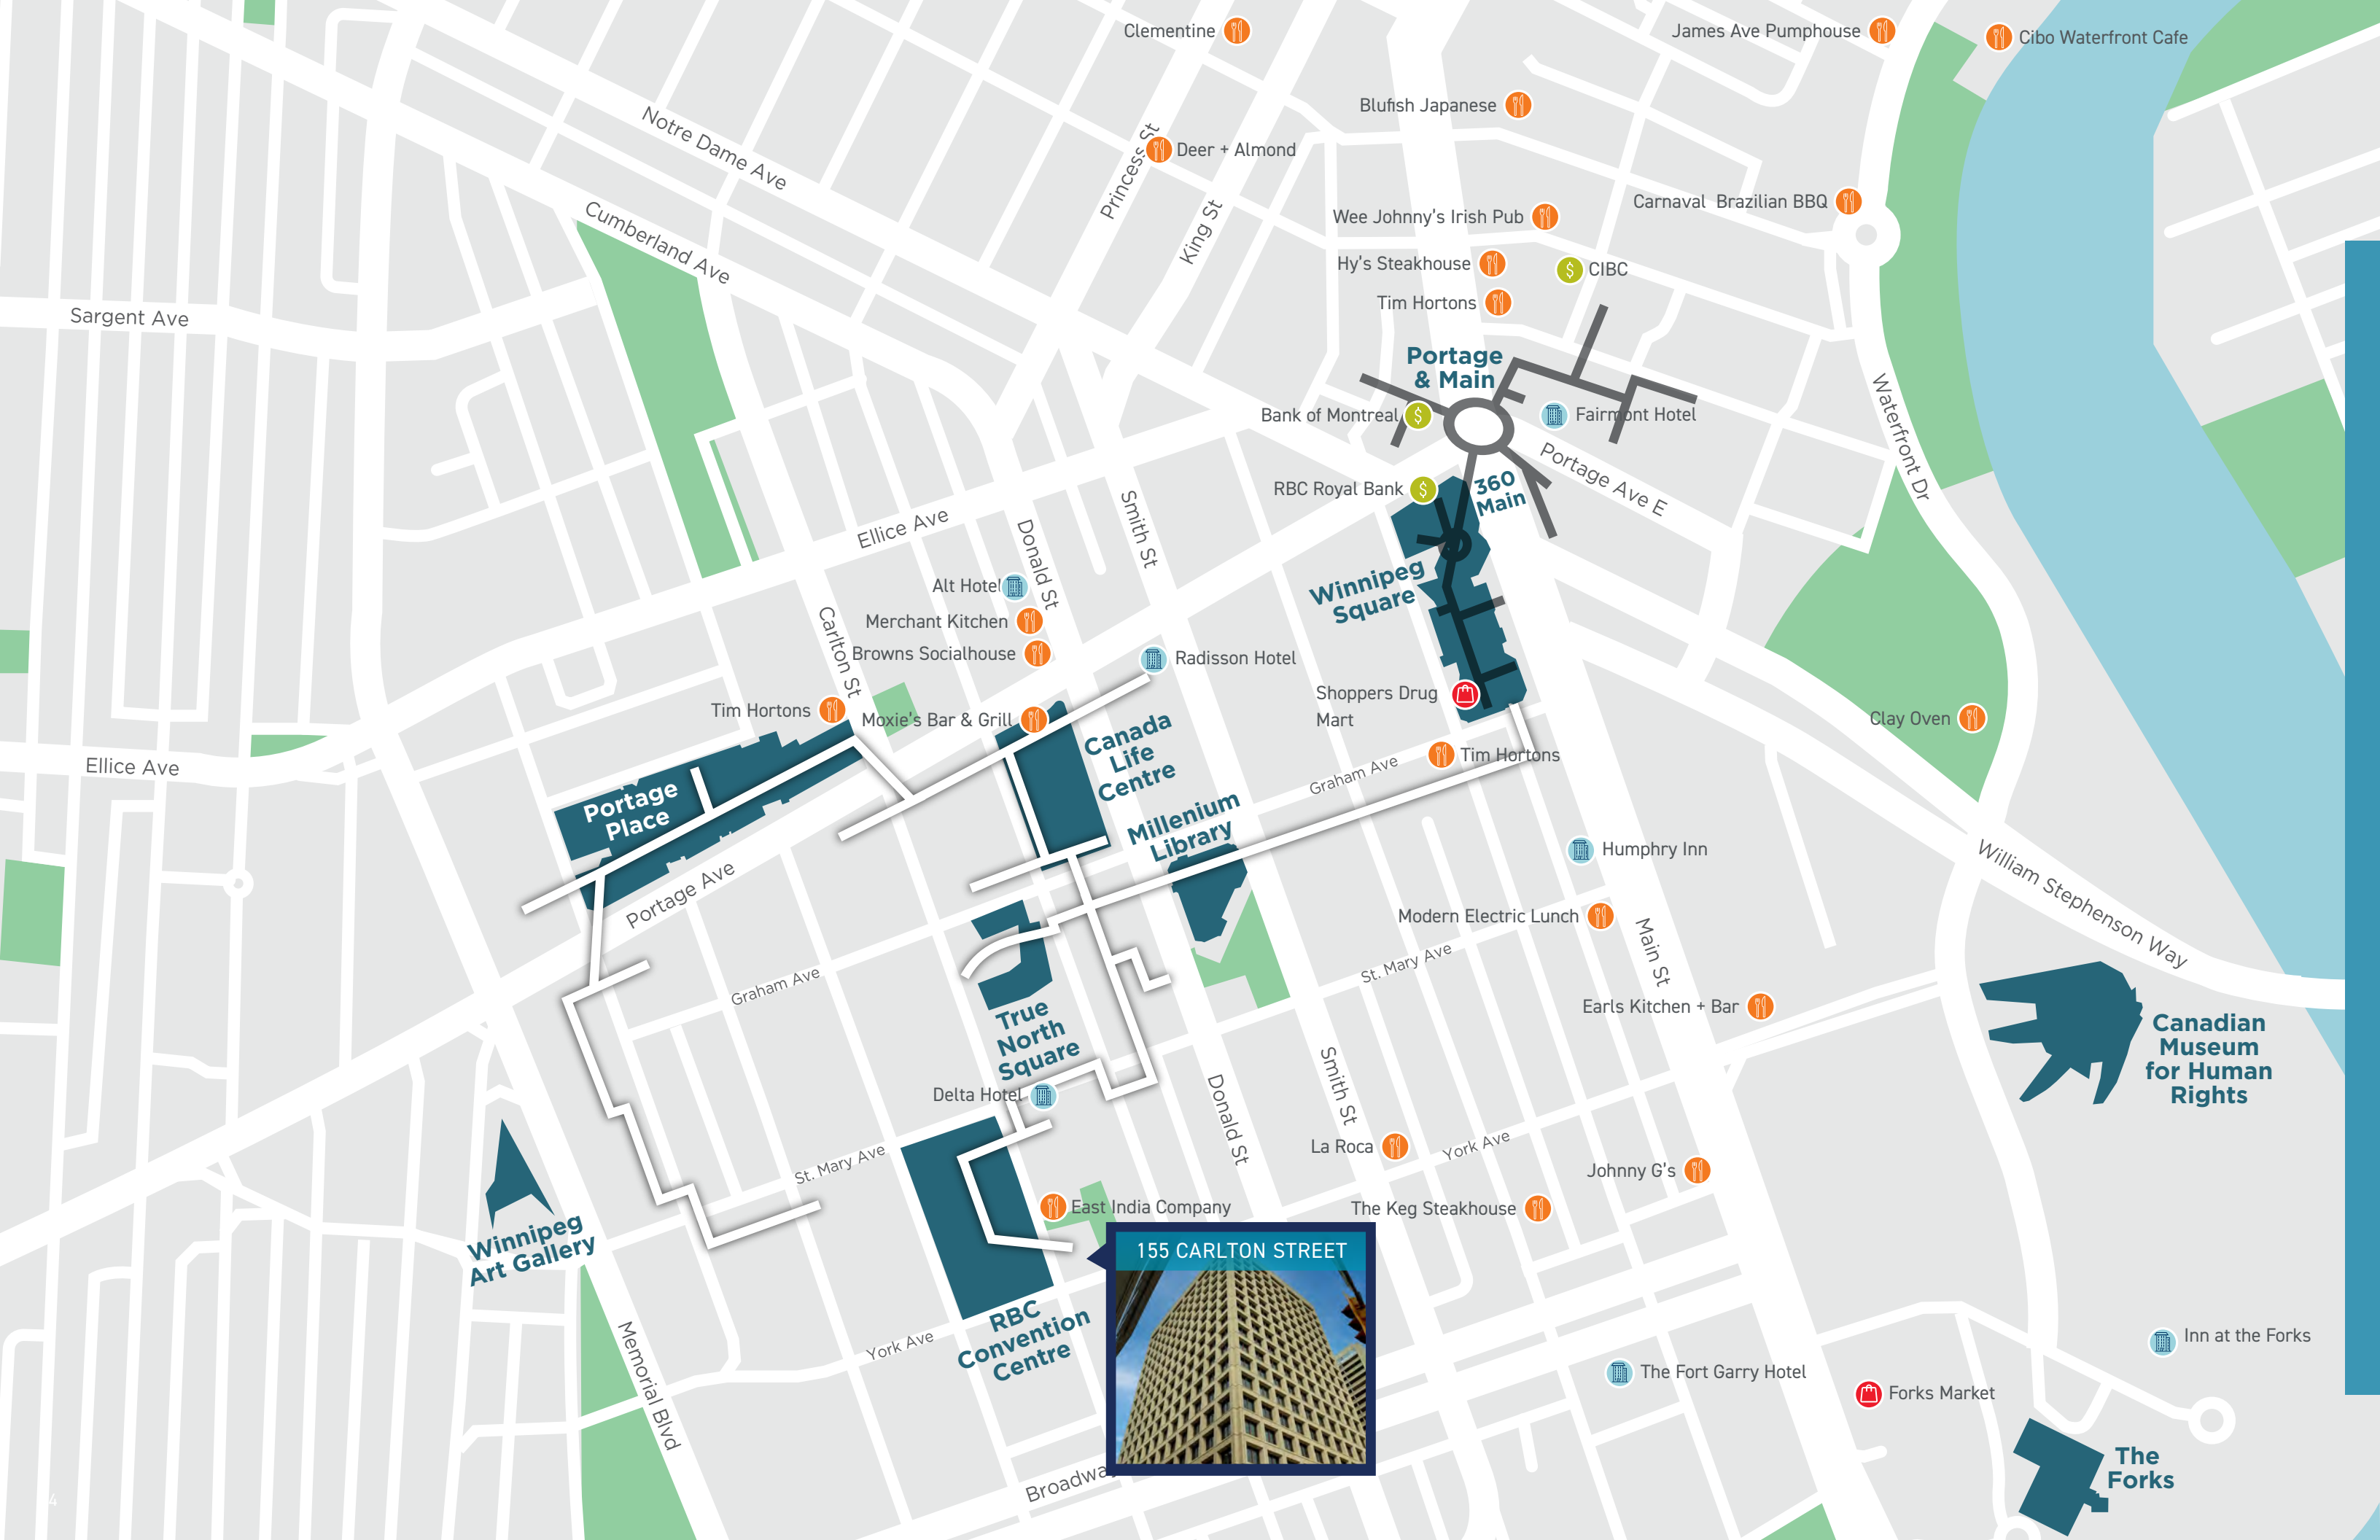 Clementine
James Ave Pumphouse
Cibo Waterfront Cafe
Blufish Japanese
Notre Dame Ave
Princess St
Deer + Almond
Carnaval Brazilian BBQ
Cumberland Ave
King St
Wee Johnny's Irish Pub
Hy's Steakhouse
$ CIBC
Tim Hortons
Sargent Ave
Portage
& Main
Bank of Montreal $
Fairmont Hotel
Waterfront Dr
Portage Ave E
RBC Royal Bank $
360
Main
Smith St
Ellice Ave
Donald St
Winnipeg
Square
Alt Hotel
Merchant Kitchen
Carlton St
Browns Socialhouse
Radisson Hotel
Shoppers Drug
Mart
Tim Hortons
Moxie's Bar & Grill
Clay Oven
Canada
Life
Centre
Tim Hortons
Ellice Ave
Graham Ave
Portage
Place
Millenium
Library
Humphry Inn
William Stephenson Way
Portage Ave
Modern Electric Lunch
Main St
St. Mary Ave
Graham Ave
Earls Kitchen + Bar
True
North
Square
Canadian
Museum
for Human
Rights
Smith St
Delta Hotel
Donald St
La Roca
York Ave
St. Mary Ave
Johnny G's
East India Company
The Keg Steakhouse
Winnipeg
Art Gallery
155 CARLTON STREET
RBC
Convention
Centre
York Ave
Memorial Blvd
Inn at the Forks
The Fort Garry Hotel
Forks Market
Broadway
The
Forks
4